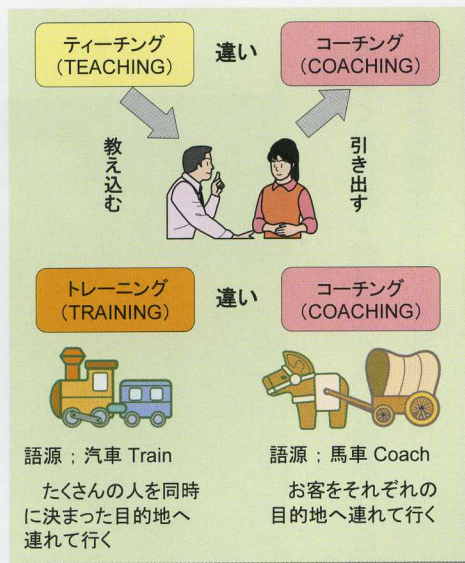 ティーチング
(TEACHING)
違い
コーチング
(COACHING)
教え込む
引き出す
トレーニング
(TRAINING)
違い
コーチング
(COACHING)
語源；汽車 Train
たくさんの人を同時
に決まった目的地へ
連れて行く
語源；馬車 Coach
お客をそれぞれの
目的地へ連れて行く